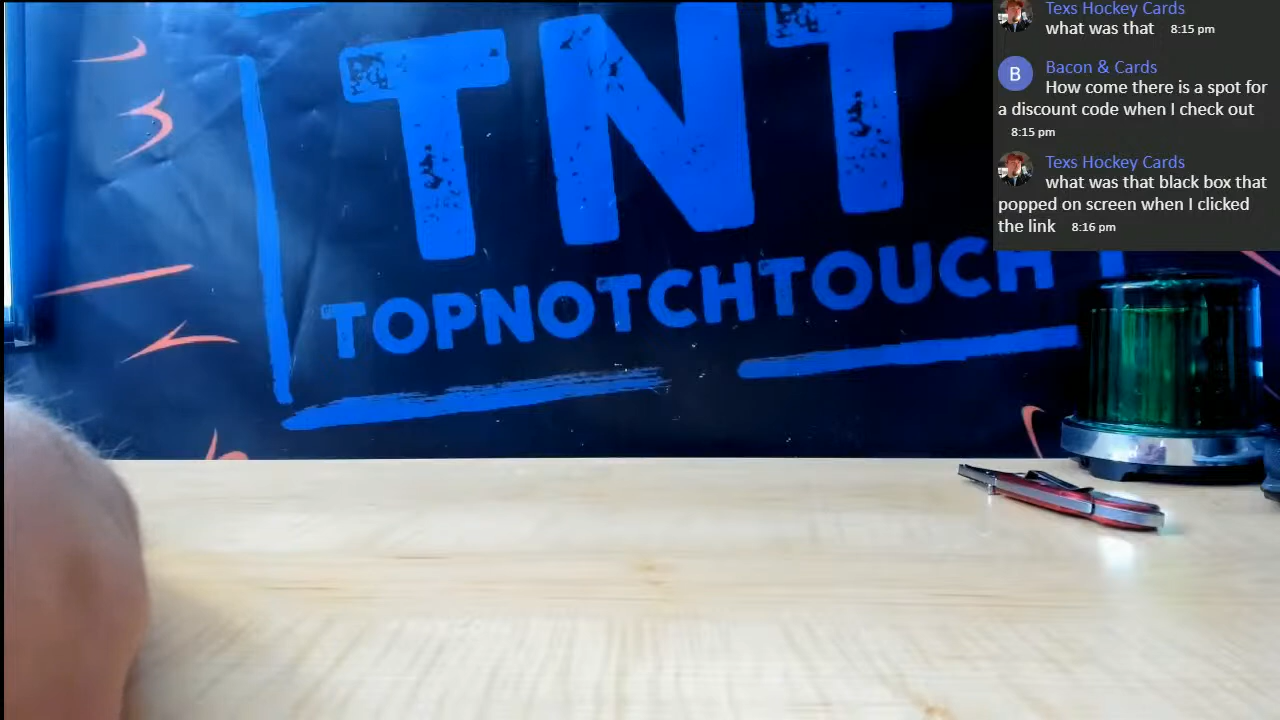 TNT
TOPNOTCHTOUCH
Texs Hockey Cards
what was that 8:15 pm
B
Bacon & Cards
How come there is a spot for
a discount code when I check out
8:15 pm
Texs Hockey Cards
what was that black box that
popped on screen when I clicked
the link 8:16 pm